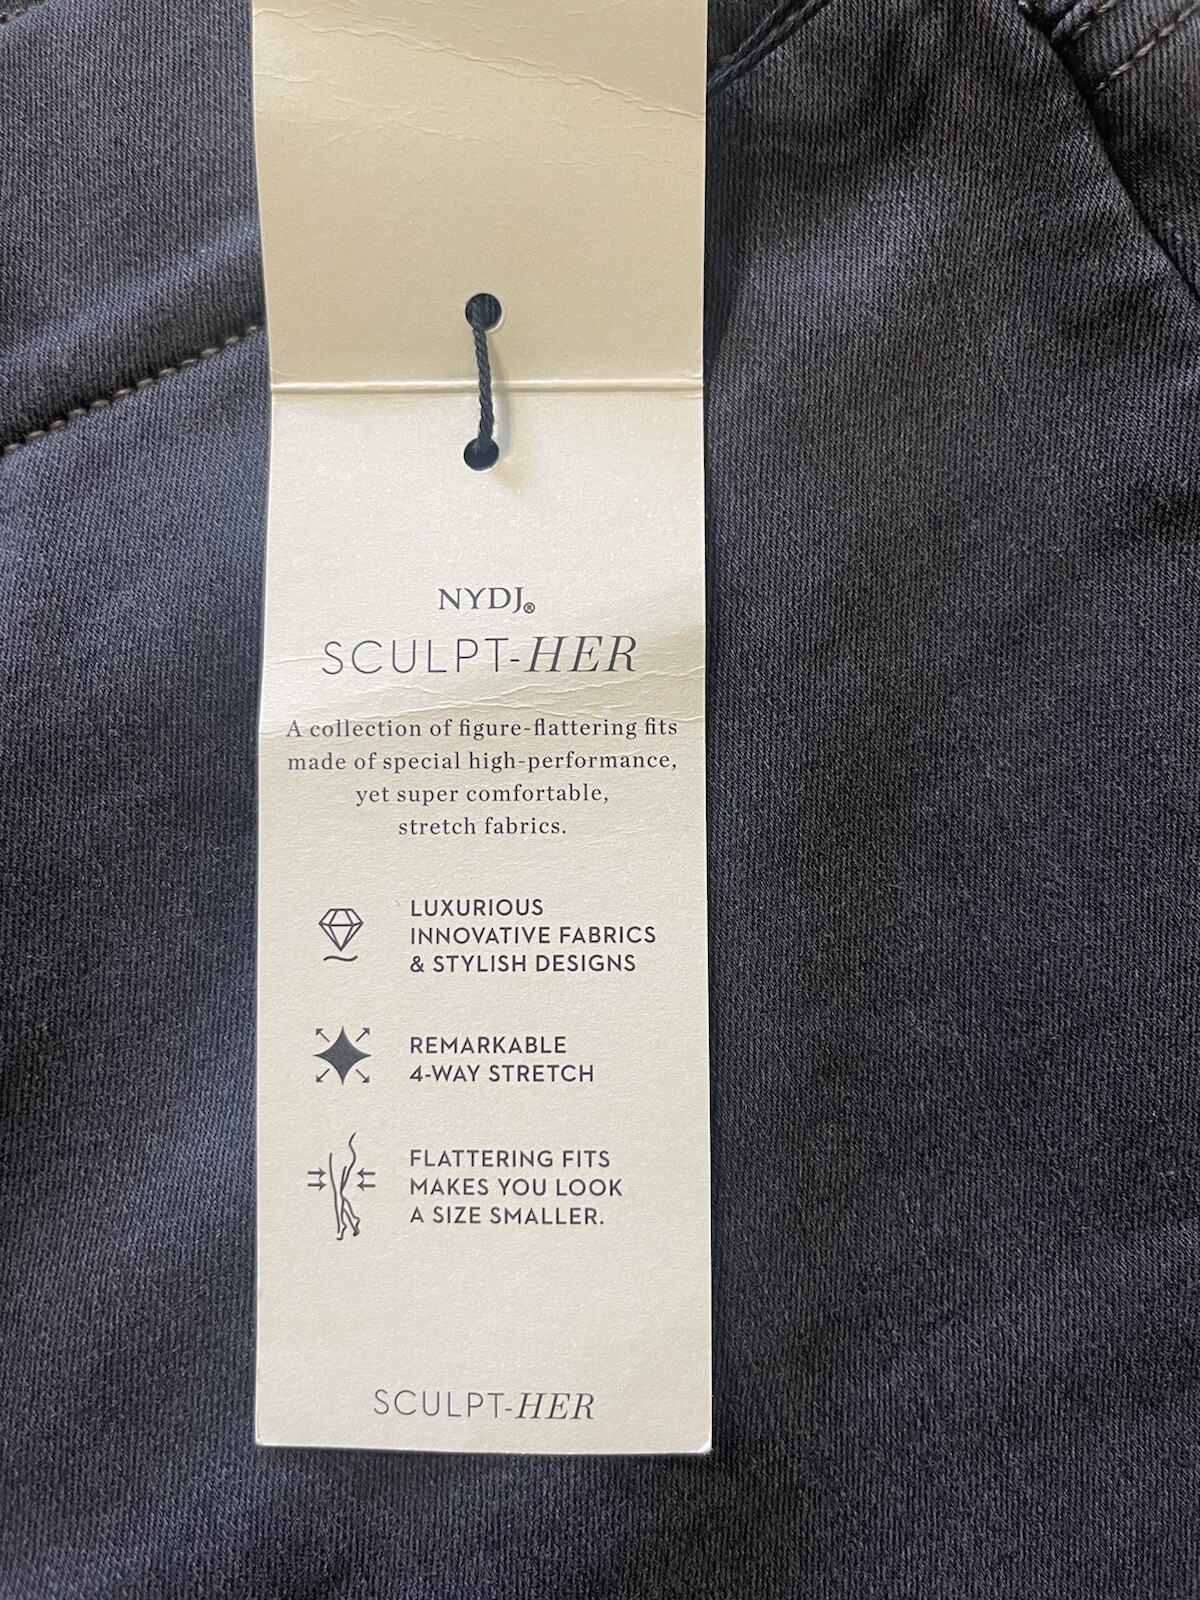 NYDJ®
SCULPT-HER
A collection of figure-flattering fits
made of special high-performance,
yet super comfortable,
stretch fabrics.
LUXURIOUS
INNOVATIVE FABRICS
& STYLISH DESIGNS
REMARKABLE
4-WAY STRETCH
FLATTERING FITS
MAKES YOU LOOK
A SIZE SMALLER.
SCULPT-HER